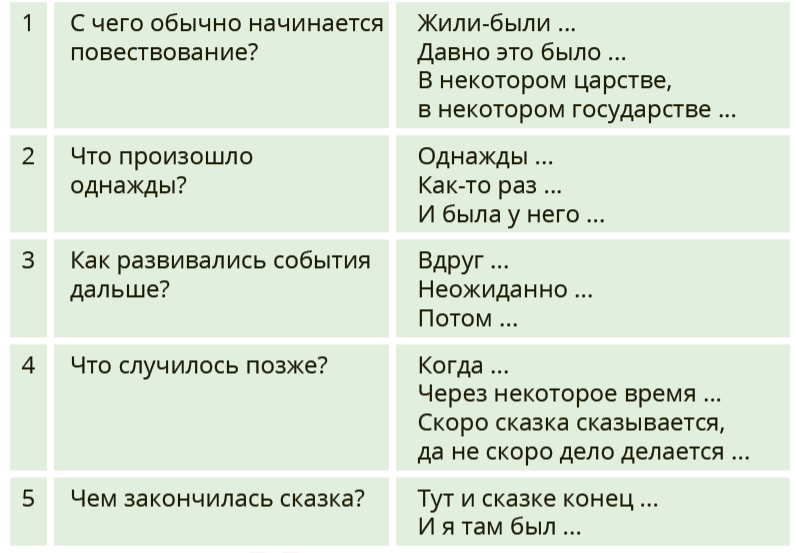 1 С чего обычно начинается Жили-были ...
повествование? Давно это было ...
В некотором царстве,
в некотором государстве ...
2 Что произошло Однажды ...
однажды? Как-то раз ...
И была у него ...
3 Как развивались события Вдруг ...
дальше? Неожиданно ...
Потом ...
4 Что случилось позже? Когда ...
Через некоторое время ...
Скоро сказка сказывается,
да не скоро дело делается ...
5 Чем закончилась сказка? Тут и сказке конец ...
И я там был ...